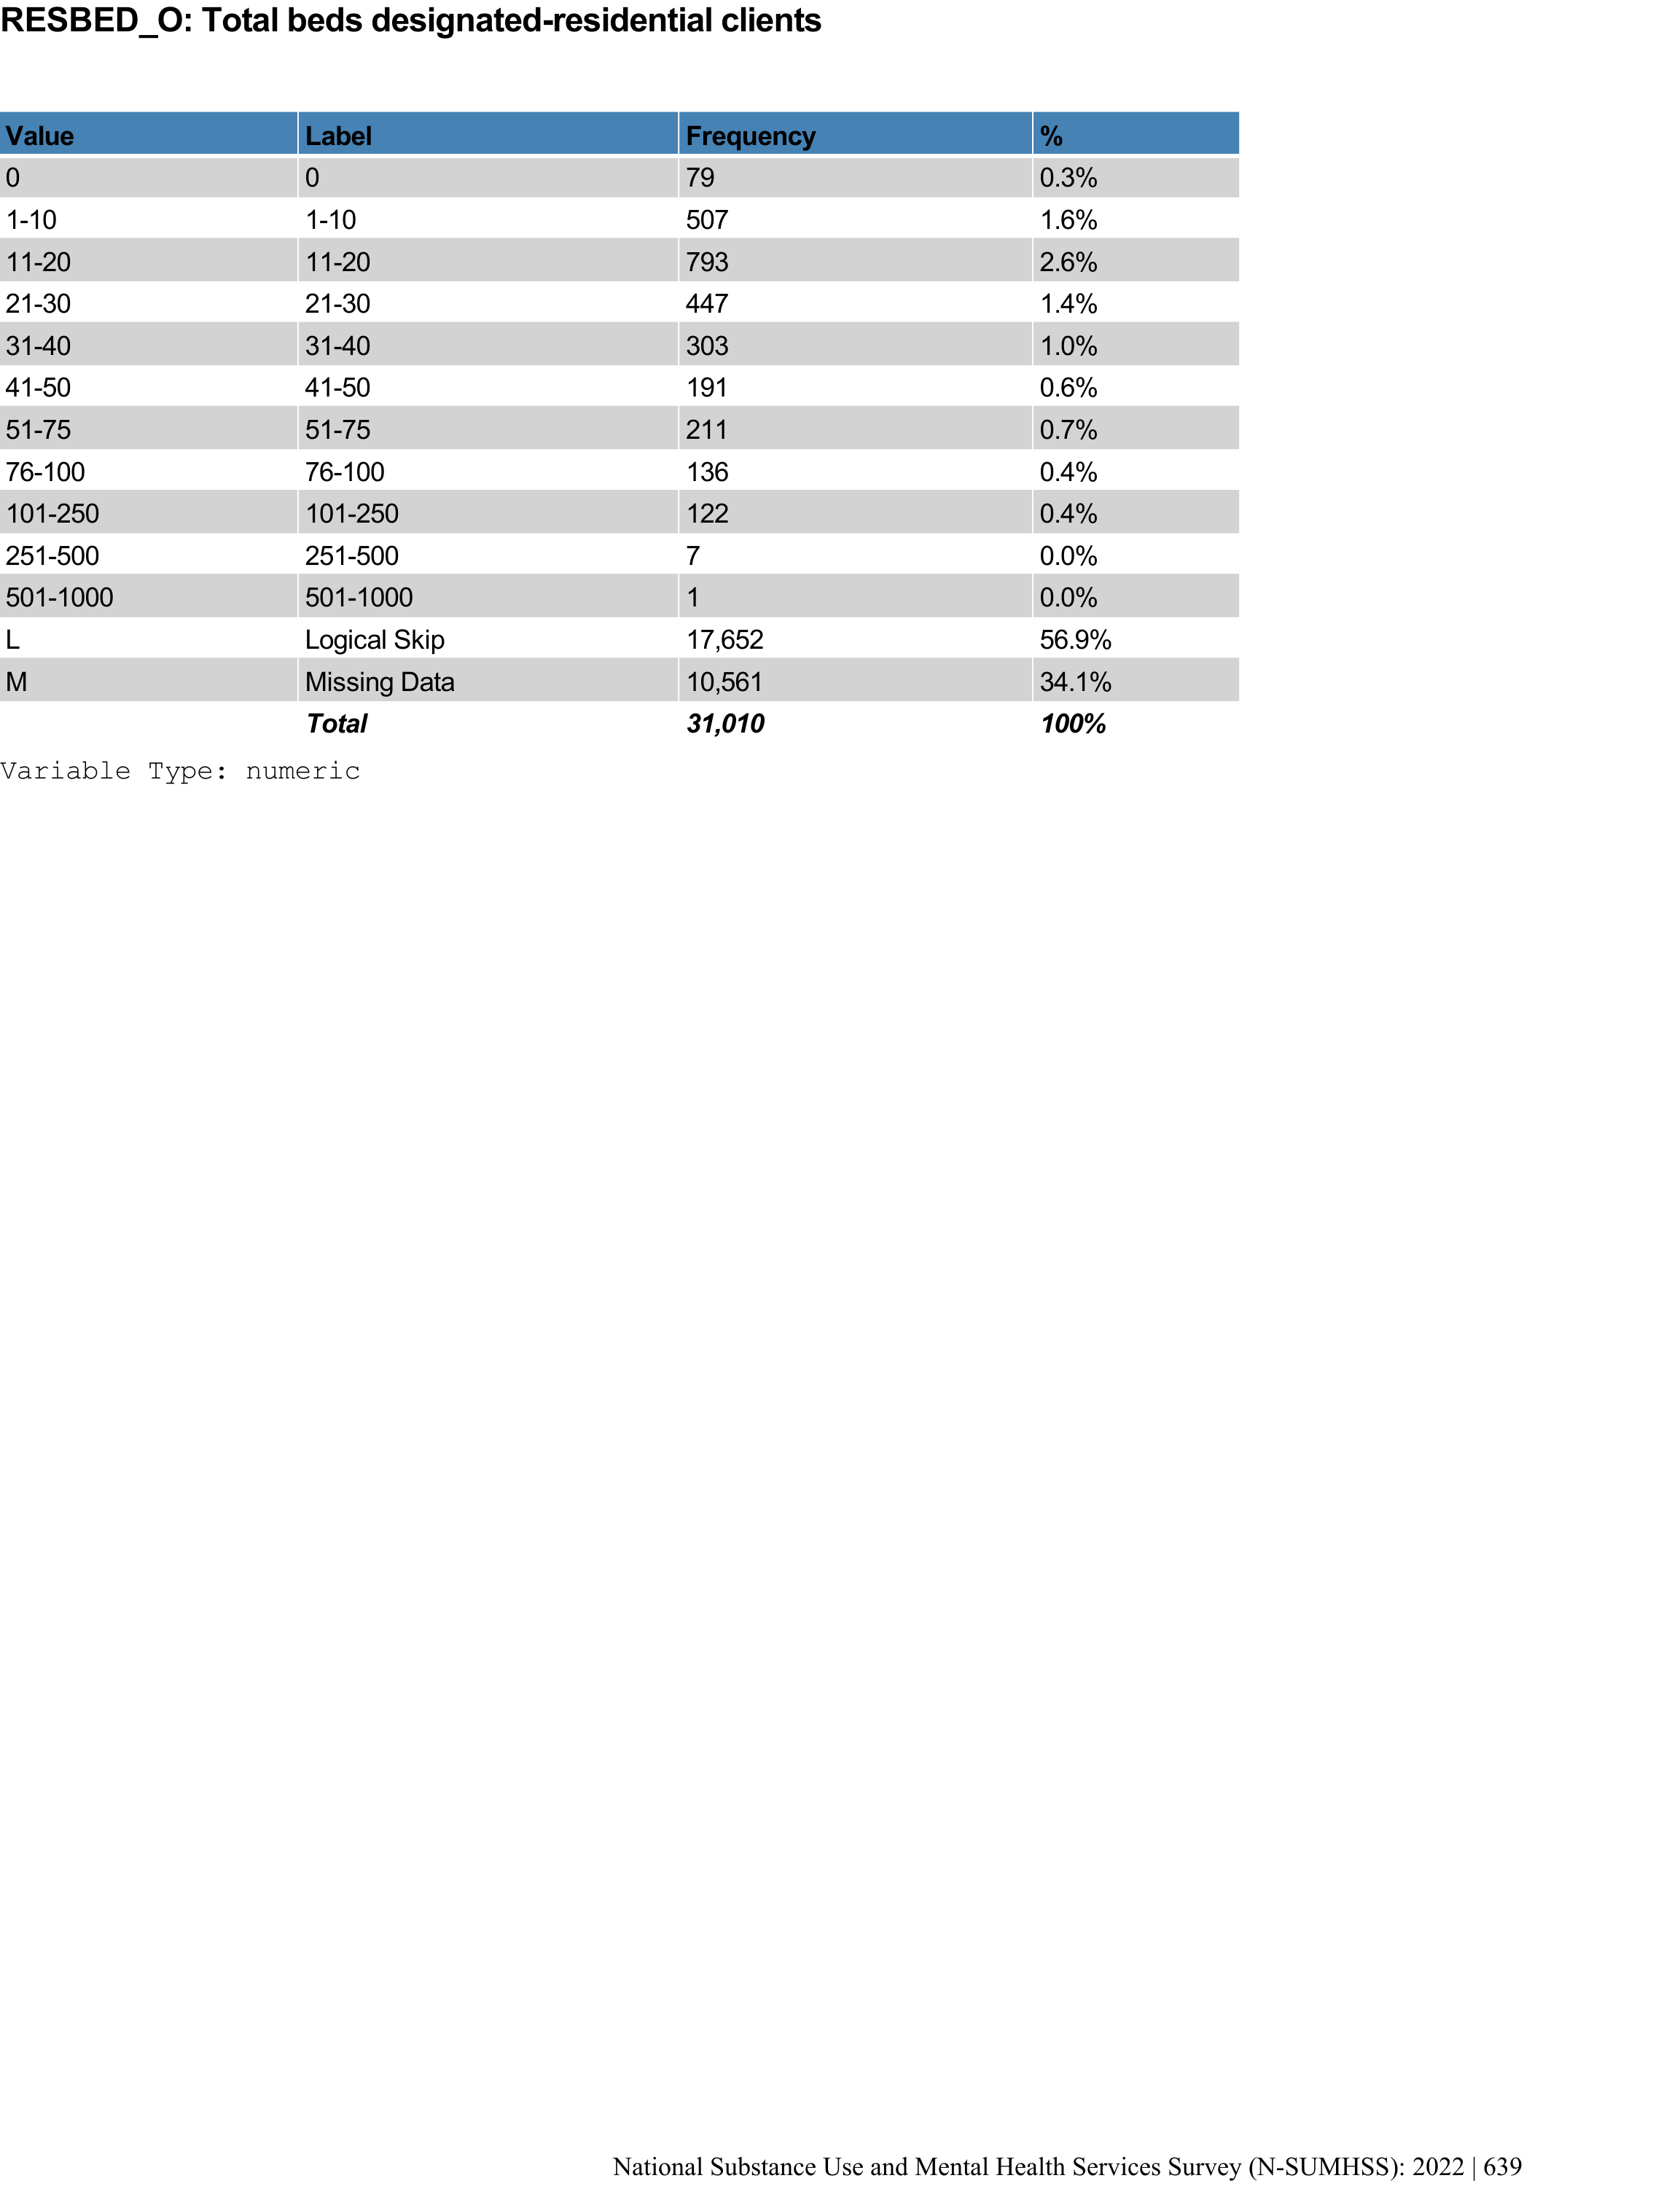 RESBED_O: Total beds designated-residential clients
Value Label Frequency %
0 0 79 0.3%
1-10 1-10 507 1.6%
11-20 11-20 793 2.6%
21-30 21-30 447 1.4%
31-40 31-40 303 1.0%
41-50 41-50 191 0.6%
51-75 51-75 211 0.7%
76-100 76-100 136 0.4%
101-250 101-250 122 0.4%
251-500 251-500 7 0.0%
501-1000 501-1000 1 0.0%
L Logical Skip 17,652 56.9%
M Missing Data 10,561 34.1%
Total 31,010 100%
Variable Type: numeric
National Substance Use and Mental Health Services Survey (N-SUMHSS): 2022 | 639